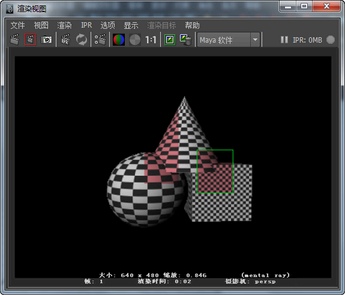 渲染视图
文件 视图 渲染 IPR 选项 显示 渲染目标 帮助
1:1 Maya 软件 IPR: 0MB
大小: 640 x 480 缩放: 0.846 (mental ray)
帧: 1 渲染时间: 0:02 摄影机: persp